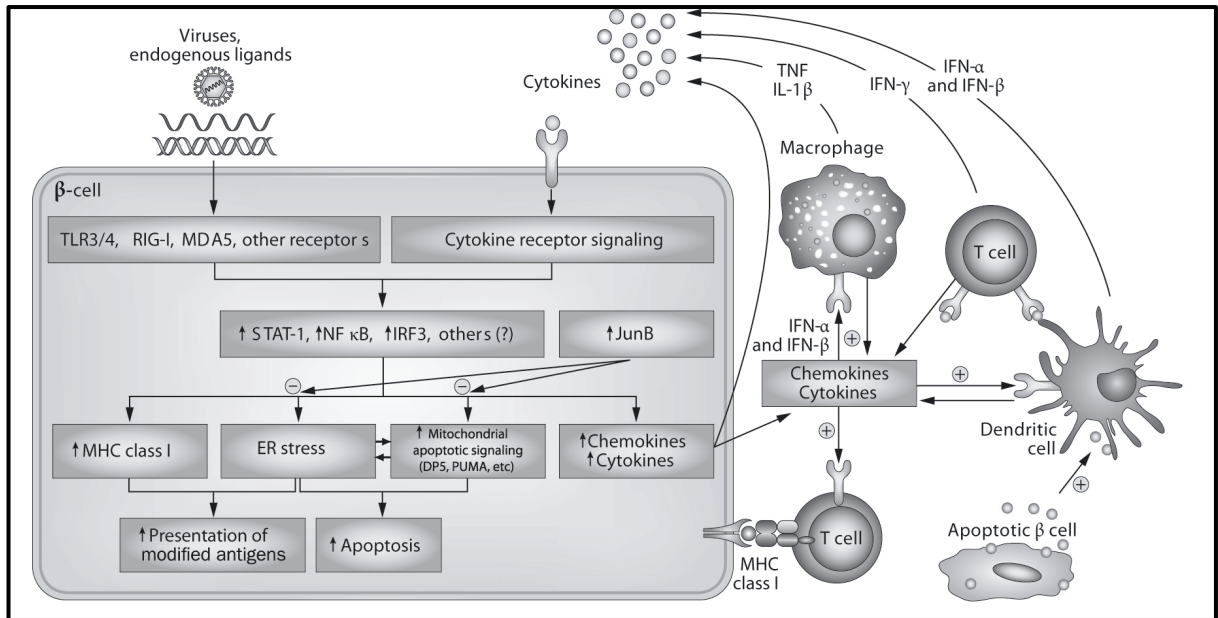 Viruses,
endogenous ligands
Cytokines
TNF
IL-1β
IFN-γ
IFN-α
and IFN-β
Macrophage
β-cell
TLR3/4, RIG-I, MDA5, other receptor s
Cytokine receptor signaling
T cell
↑STAT-1, ↑NF κB, ↑IRF3, others (?)
↑JunB
IFN-α
and IFN-β
+
−
−
Chemokines
Cytokines
+
↑MHC class I
ER stress
↑ Mitochondrial
apoptotic signaling
(DP5, PUMA, etc)
↑Chemokines
↑Cytokines
+
Dendritic
cell
+
↑Presentation of
modified antigens
↑Apoptosis
MHC
class I
T cell
Apoptotic β cell